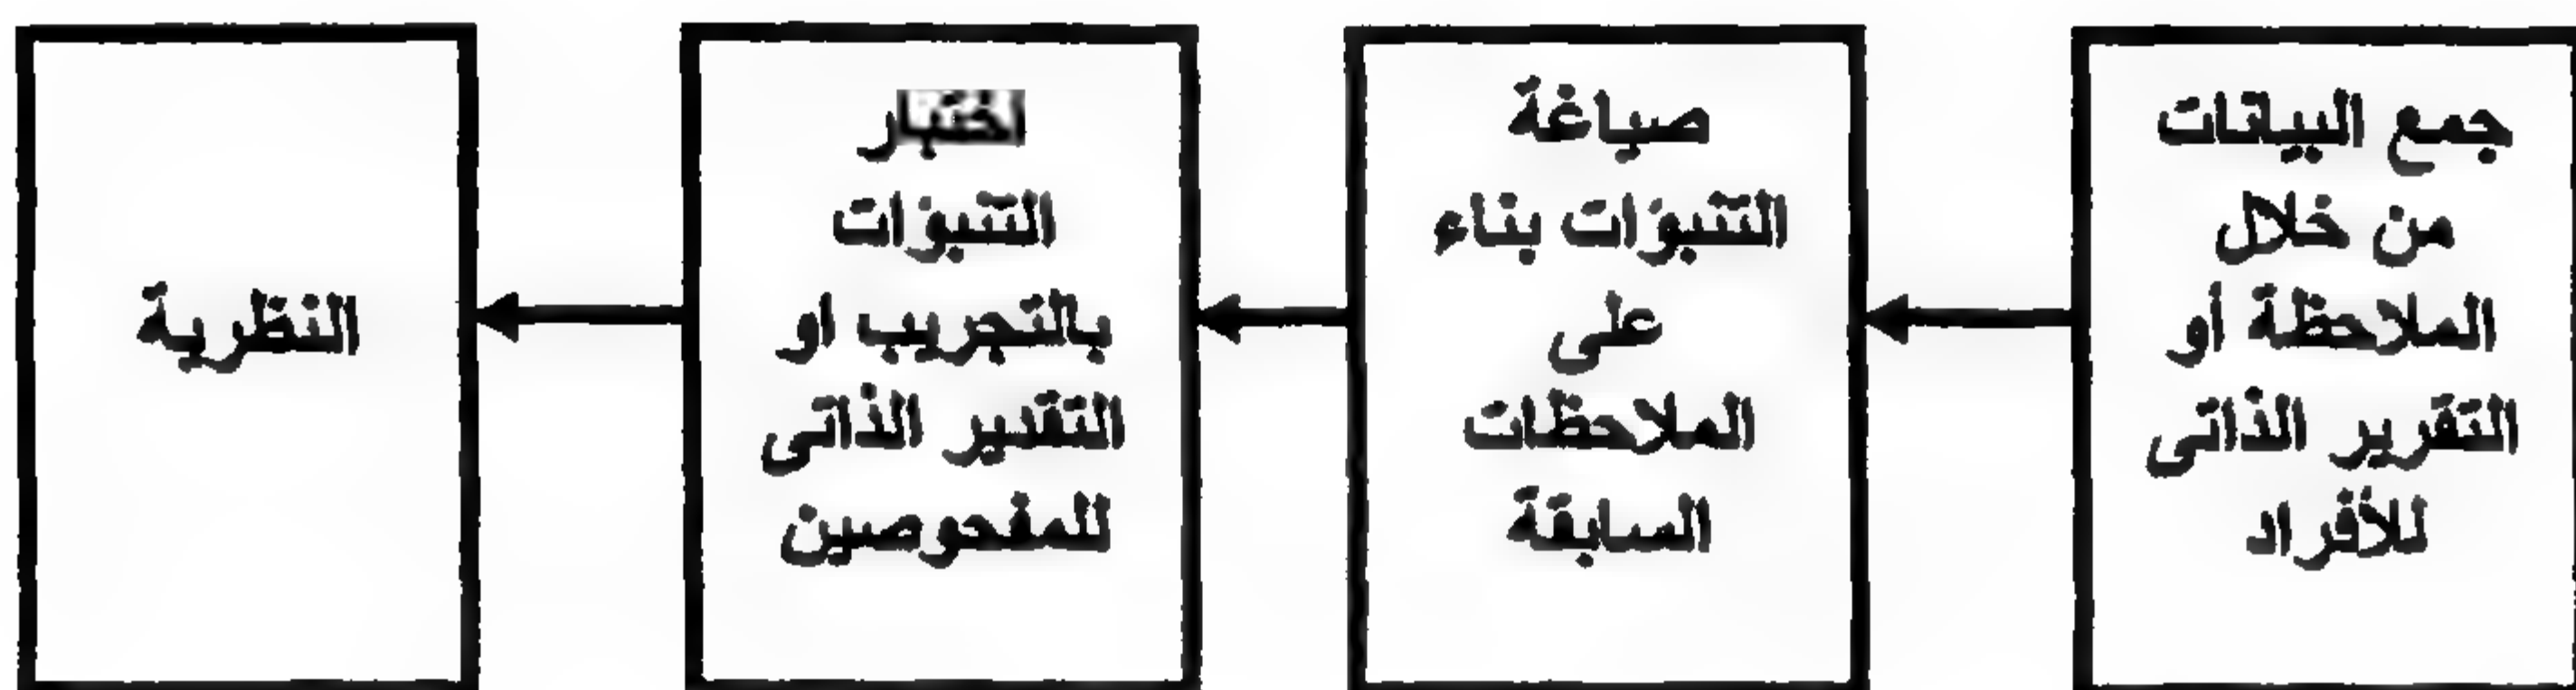 جمع البيانات
من خلال
الملاحظة أو
التقرير الذاتى
للأفراد
صياغة
التنبؤات بناء
على
الملاحظات
السابقة
اختبار
التنبؤات
بالتجريب او
التقدير الذاتى
للمفحوصين
النظرية